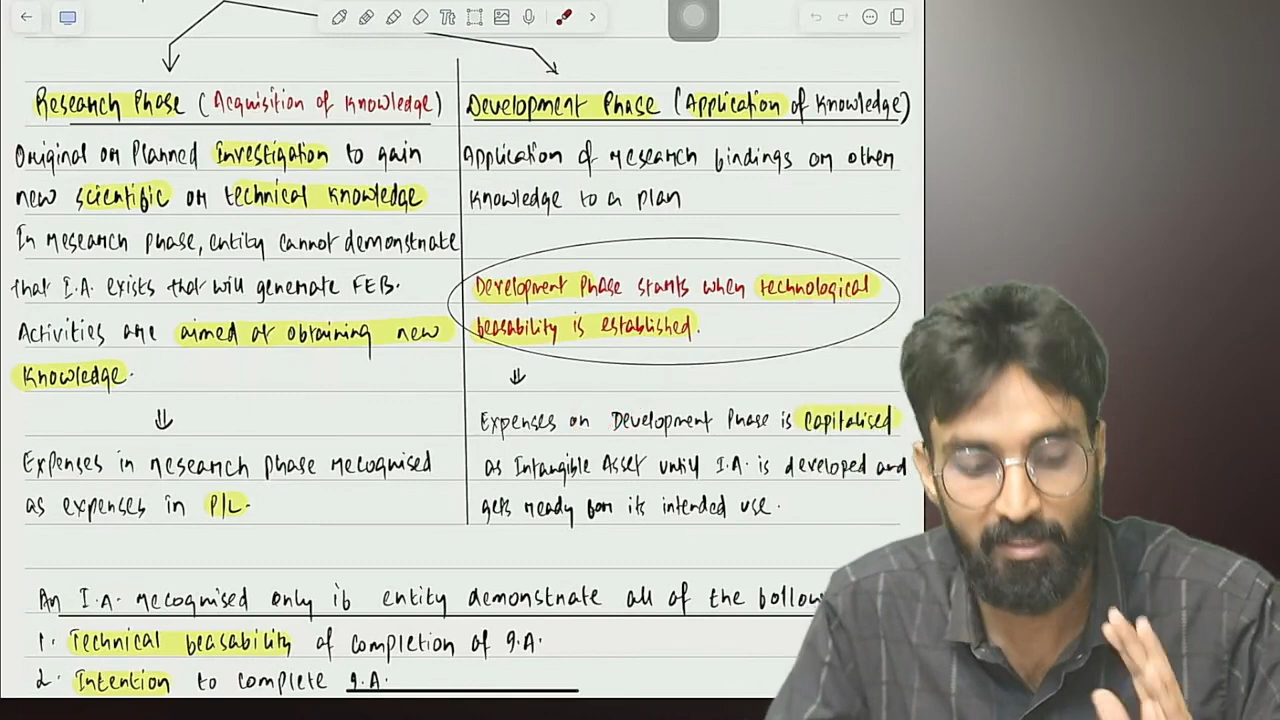 Research Phase (Acquisition of Knowledge)
Original or Planned investigation to gain
new scientific or technical knowledge
In research phase, entity cannot demonstrate
that I.A. exists that will generate FEB.
Activities are aimed at obtaining new
knowledge.
⇓
Expenses in research phase recognised
as expenses in P/L.
Development Phase (Application of Knowledge)
Application of research findings or other
knowledge to a plan
Development Phase starts when technological
feasability is established.
⇓
Expenses on Development Phase is Capitalised
as Intangible Asset until I.A. is developed and
gets ready for its intended use.
An I.A. recognised only if entity demonstrate all of the follow
1. Technical feasability of completion of I.A.
2. Intention to complete I.A.